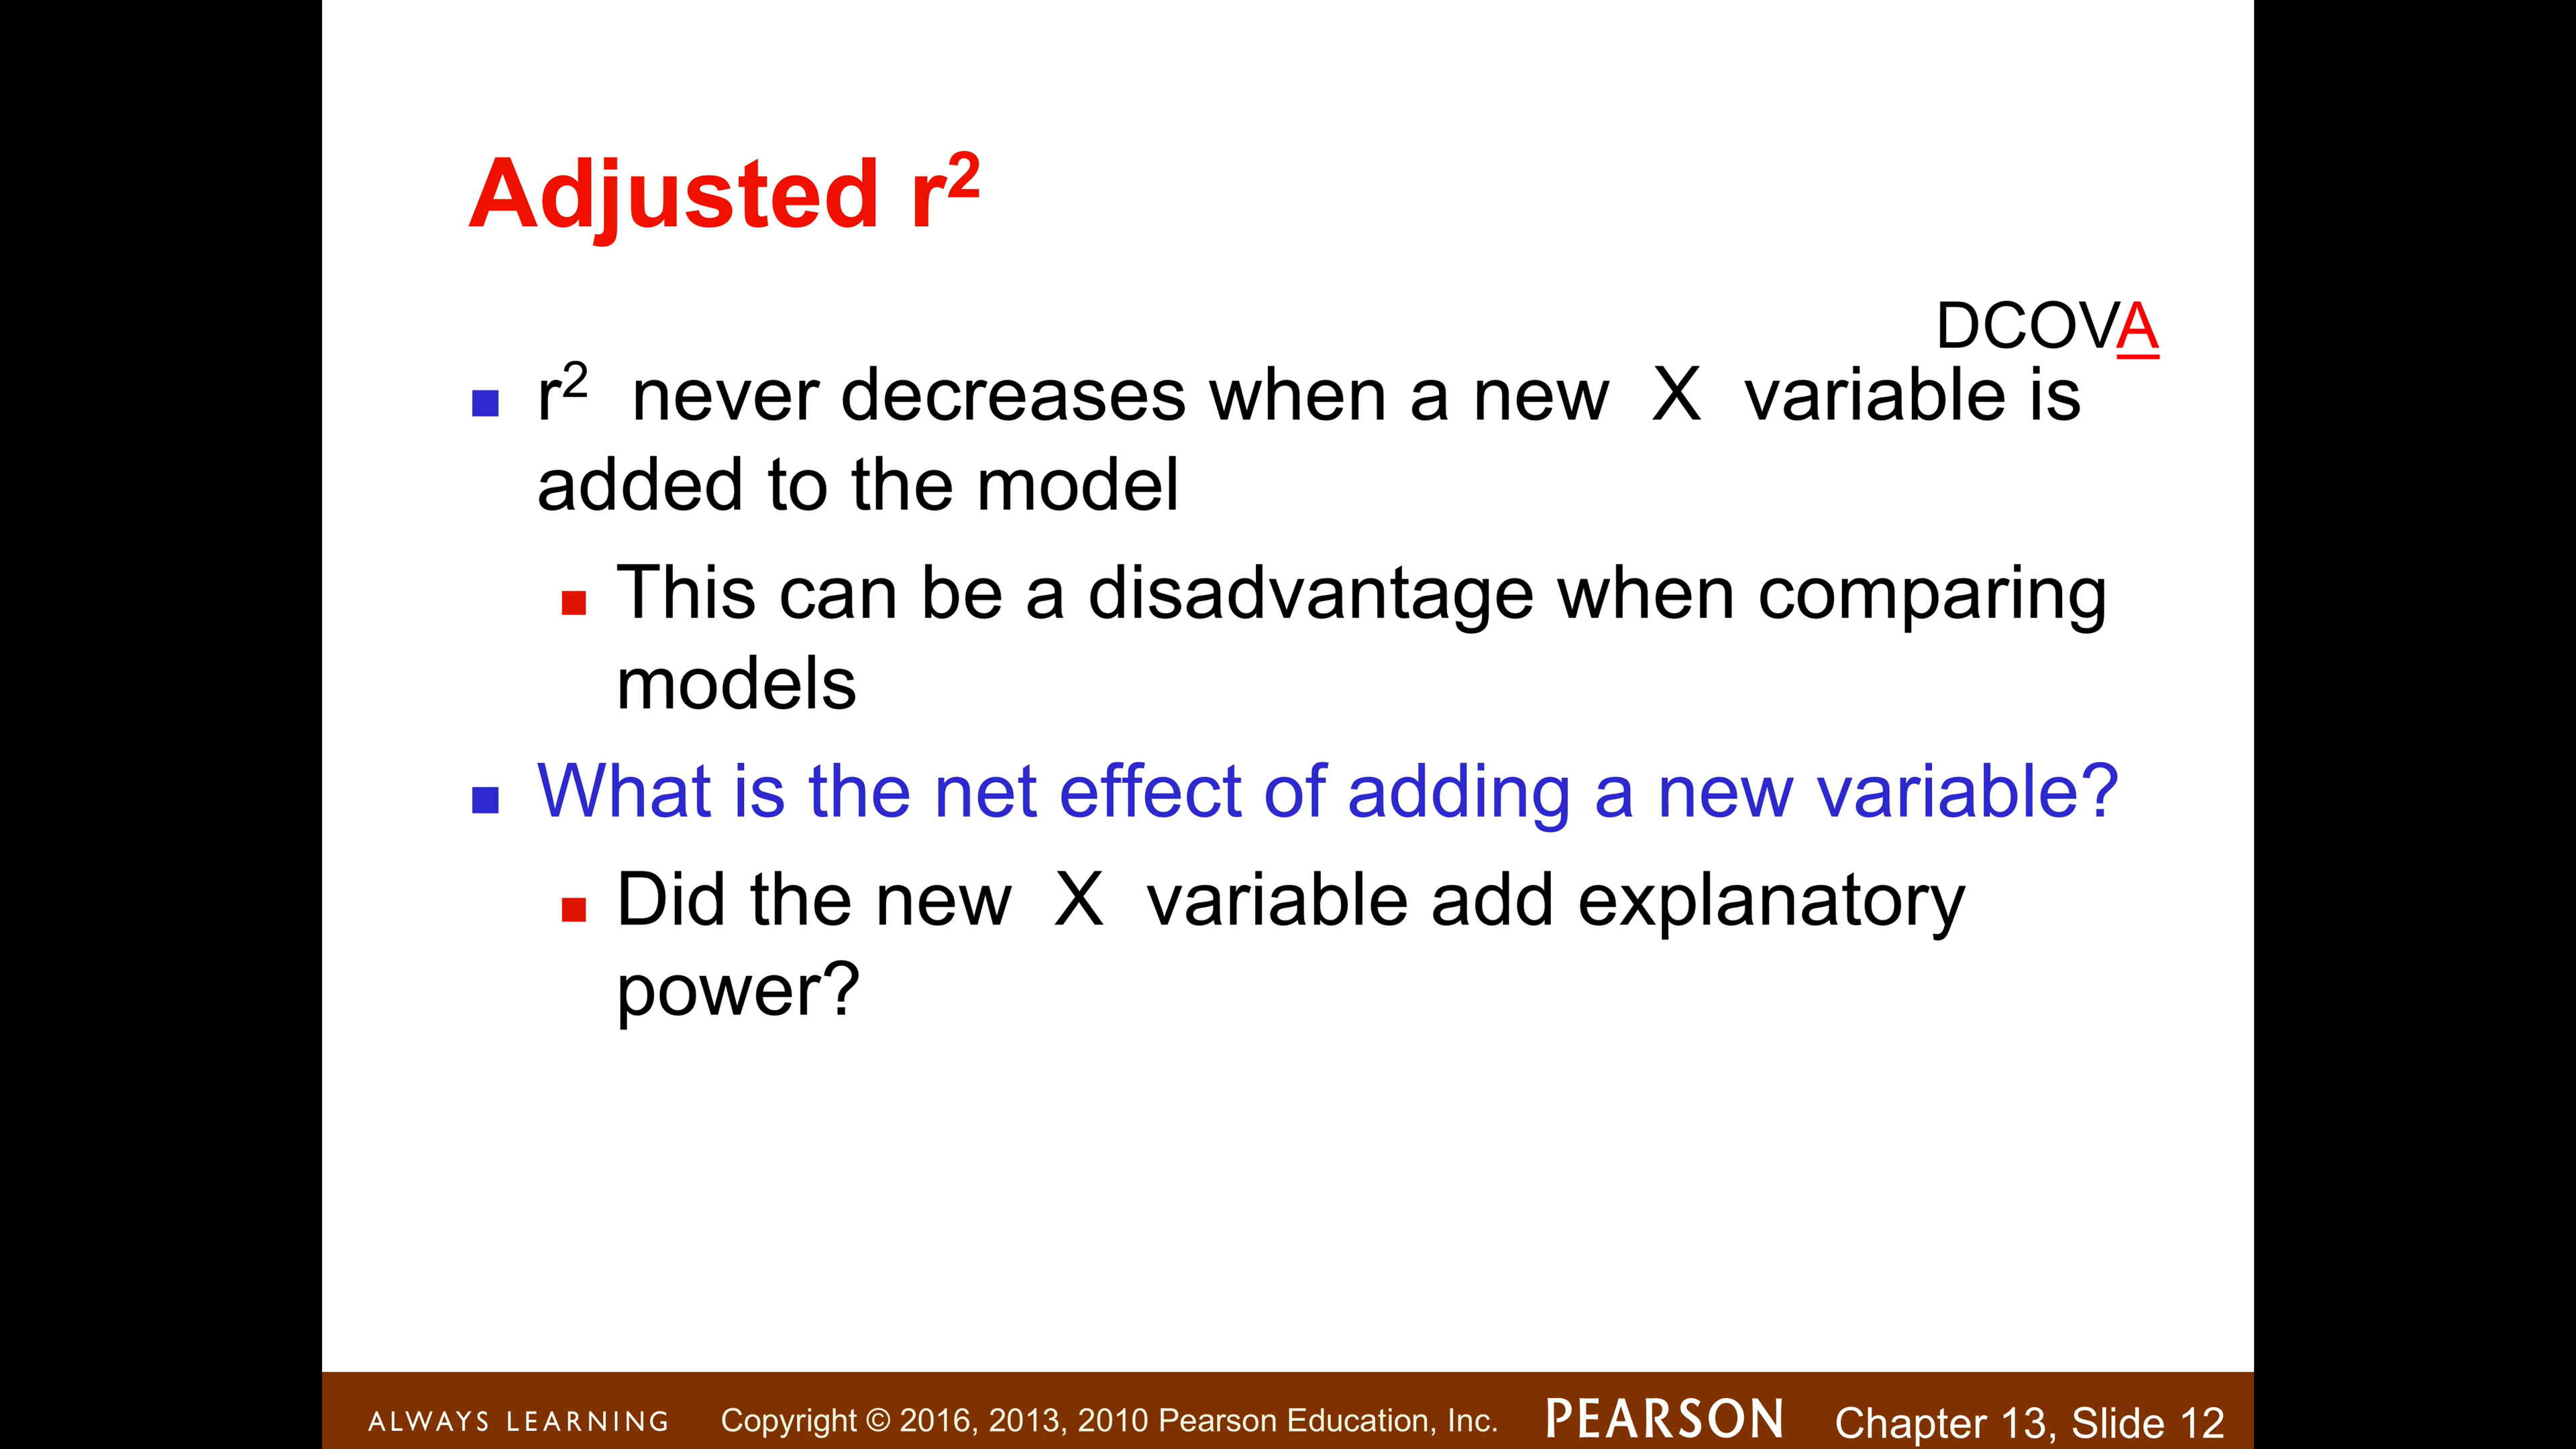 Adjusted r²
DCOVA
r² never decreases when a new X variable is
added to the model
This can be a disadvantage when comparing
models
What is the net effect of adding a new variable?
Did the new X variable add explanatory
power?
ALWAYS LEARNING Copyright © 2016, 2013, 2010 Pearson Education, Inc. PEARSON Chapter 13, Slide 12